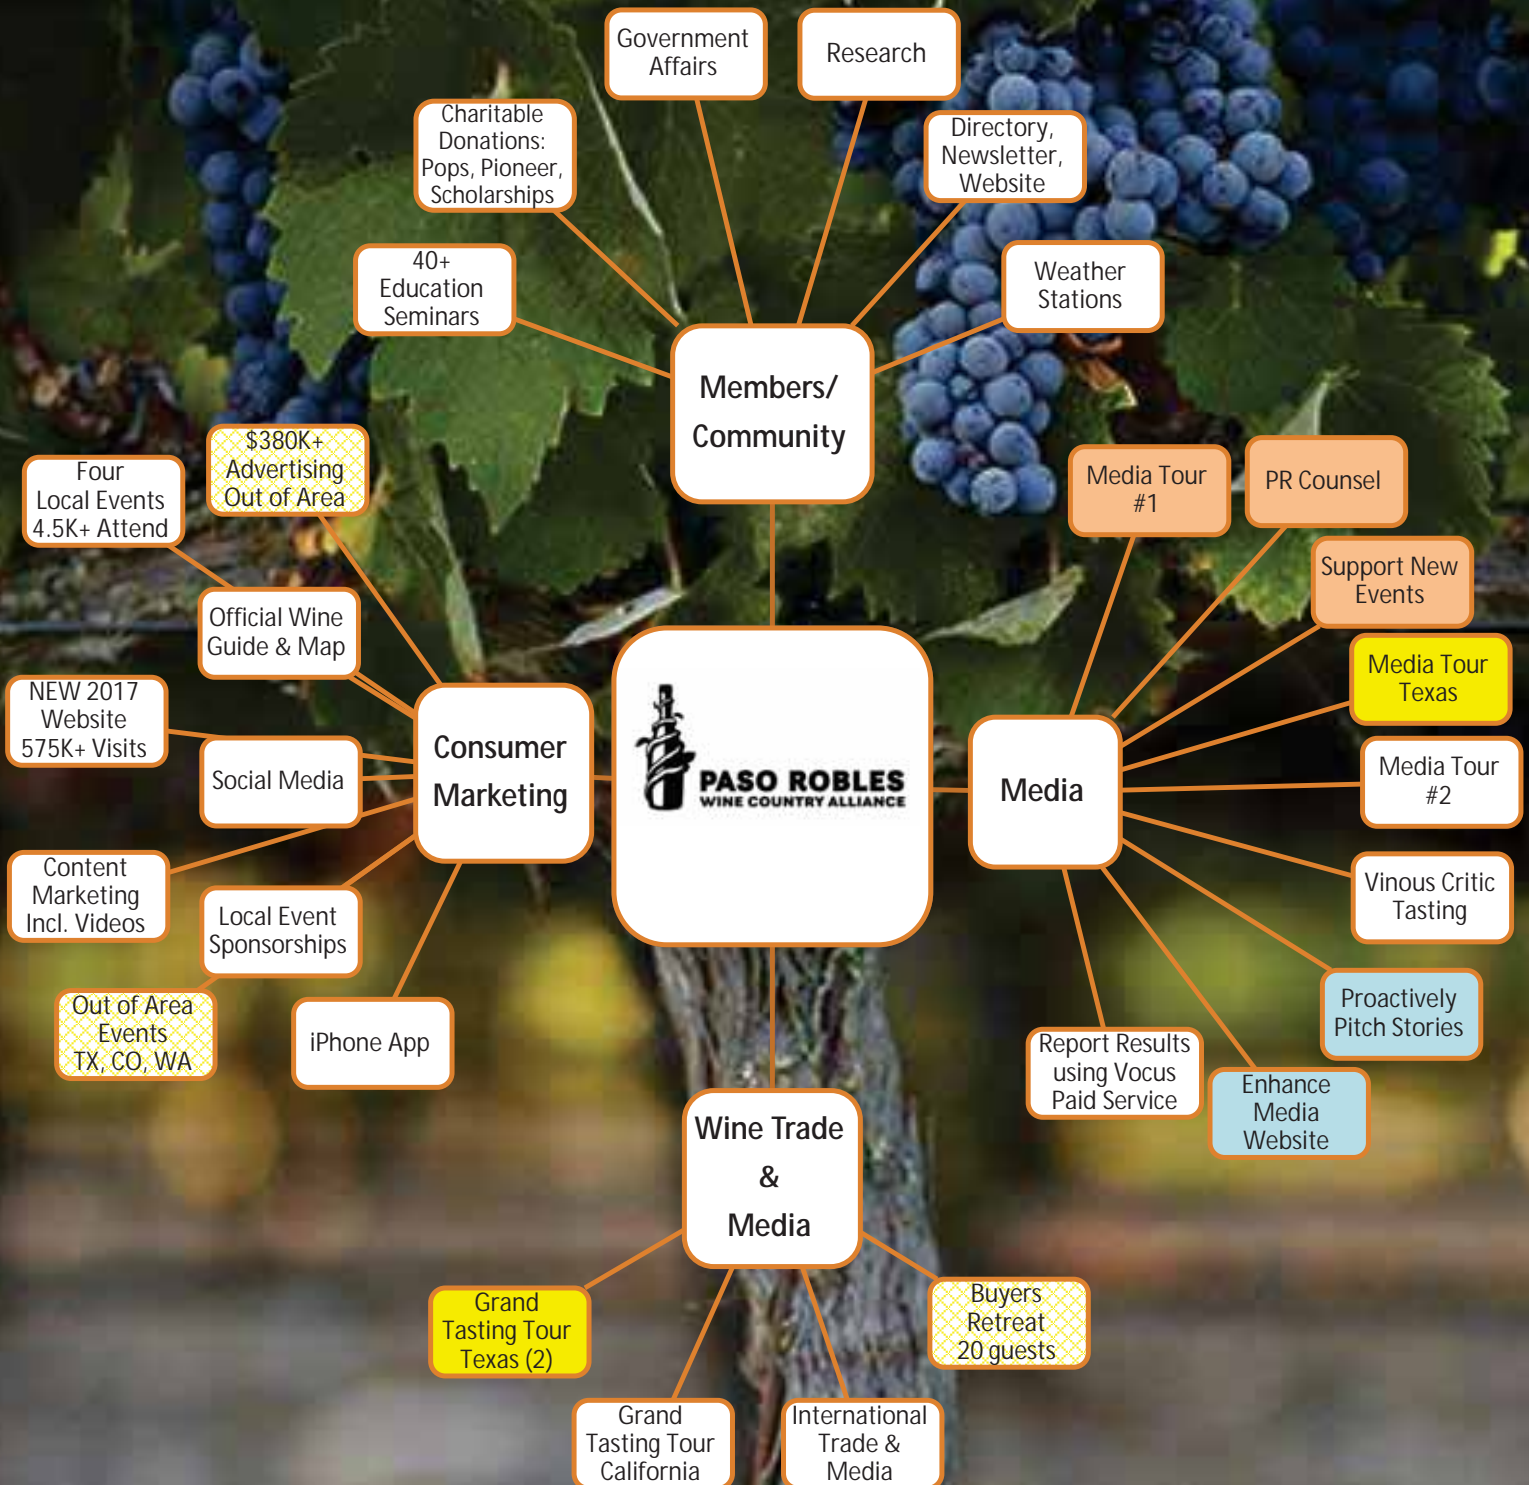 Government
Affairs
Research
Charitable
Donations:
Pops, Pioneer,
Scholarships
Directory,
Newsletter,
Website
40+
Education
Seminars
Weather
Stations
Members/
Community
$380K+
Advertising
Out of Area
Four
Local Events
4.5K+ Attend
Official Wine
Guide & Map
NEW 2017
Website
575K+ Visits
Social Media
Content
Marketing
Incl. Videos
Local Event
Sponsorships
Out of Area
Events
TX, CO, WA
iPhone App
Consumer
Marketing
PASO ROBLES
WINE COUNTRY ALLIANCE
Media
Media Tour
#1
PR Counsel
Support New
Events
Media Tour
Texas
Media Tour
#2
Vinous Critic
Tasting
Proactively
Pitch Stories
Enhance
Media
Website
Report Results
using Vocus
Paid Service
Wine Trade
&
Media
Grand
Tasting Tour
Texas (2)
Grand
Tasting Tour
California
International
Trade &
Media
Buyers
Retreat
20 guests